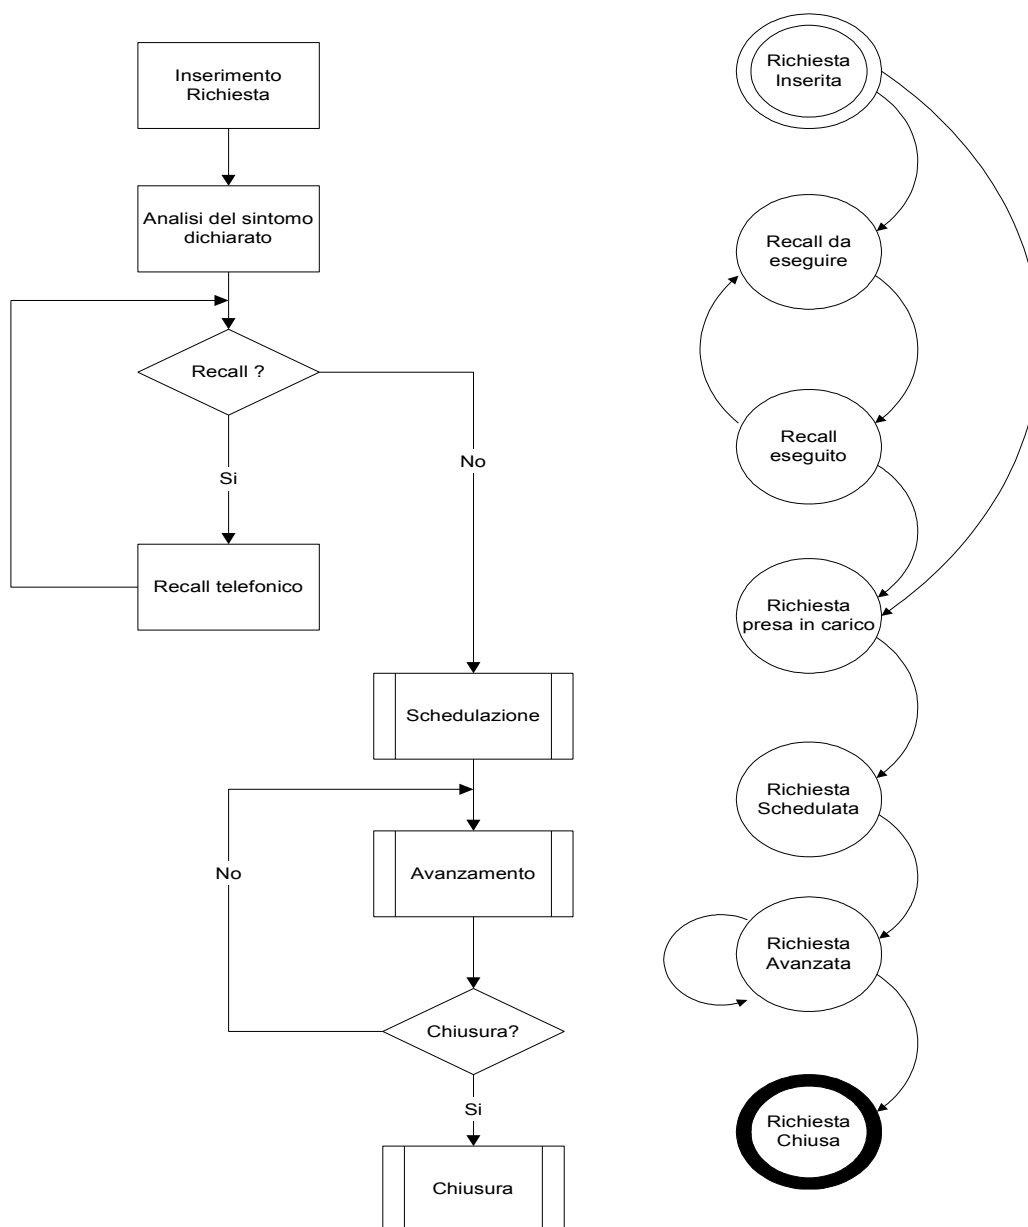 Inserimento
Richiesta
Analisi del sintomo
dichiarato
Recall ?
Si
No
Recall telefonico
Schedulazione
No
Avanzamento
Chiusura?
Si
Chiusura
Richiesta
Inserita
Recall da
eseguire
Recall
eseguito
Richiesta
presa in carico
Richiesta
Schedulata
Richiesta
Avanzata
Richiesta
Chiusa